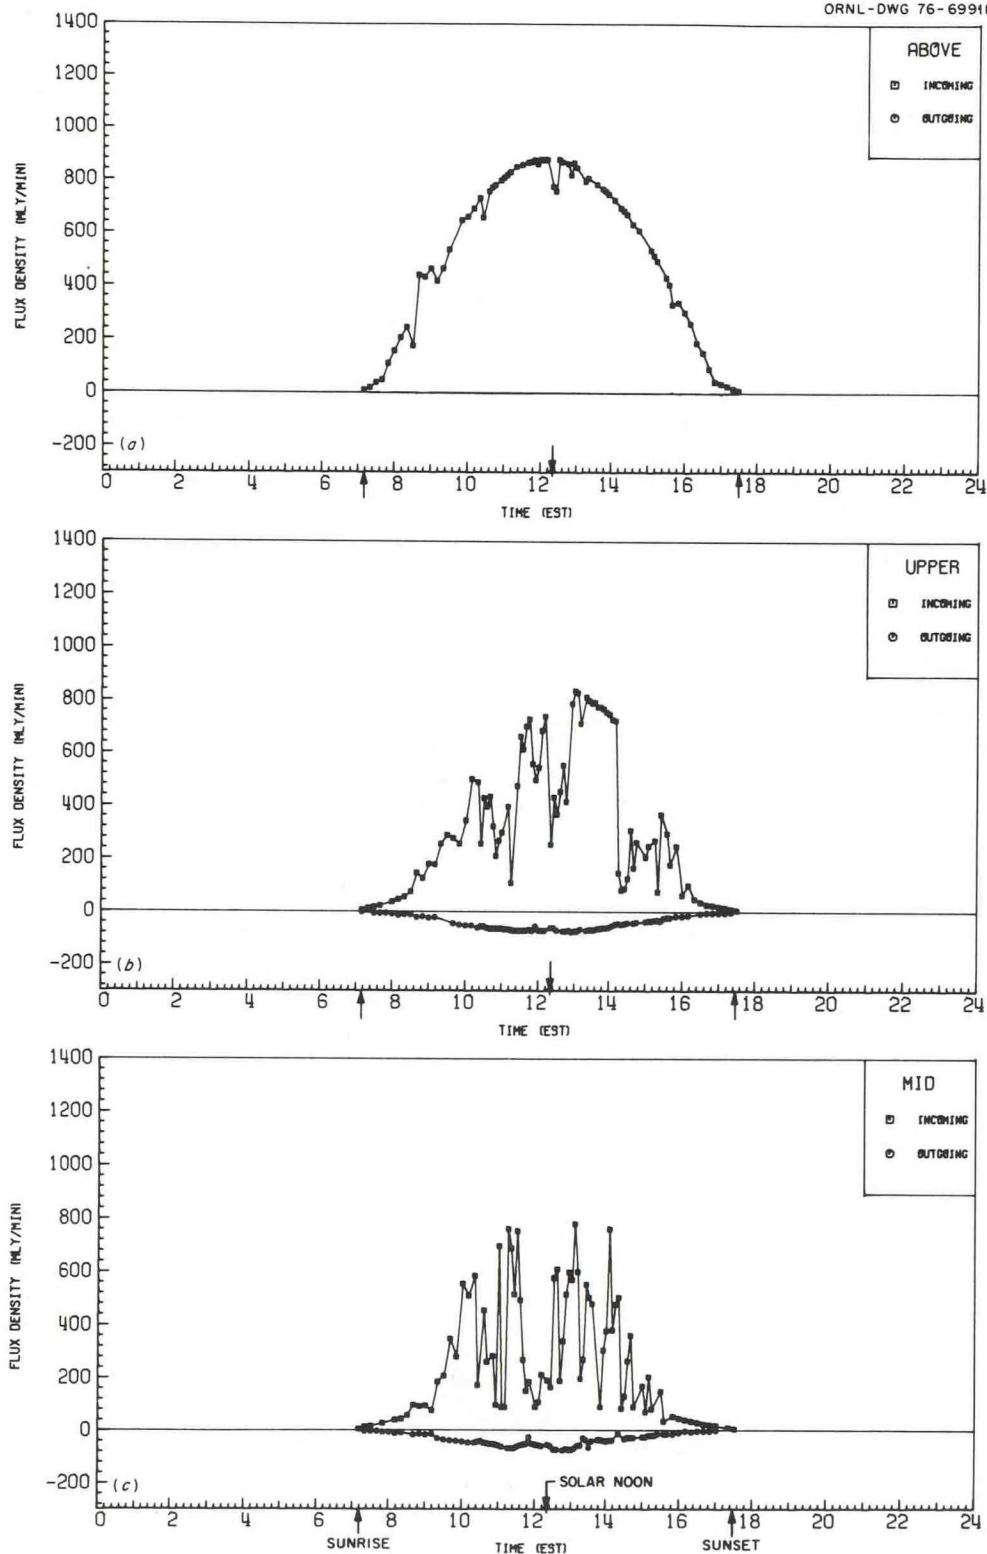 ORNL-DWG 76-6991
1400
1200
1000
800
600
400
200
0
-200
FLUX DENSITY (MLY/MIN)
ABOVE
INCOMING
OUTGOING
(a)
0 2 4 6 8 10 12 14 16 18 20 22 24
TIME (EST)
1400
1200
1000
800
600
400
200
0
-200
FLUX DENSITY (MLY/MIN)
UPPER
INCOMING
OUTGOING
(b)
0 2 4 6 8 10 12 14 16 18 20 22 24
TIME (EST)
1400
1200
1000
800
600
400
200
0
-200
FLUX DENSITY (MLY/MIN)
MID
INCOMING
OUTGOING
(c)
SOLAR NOON
0 2 4 6 8 10 12 14 16 18 20 22 24
SUNRISE
TIME (EST)
SUNSET